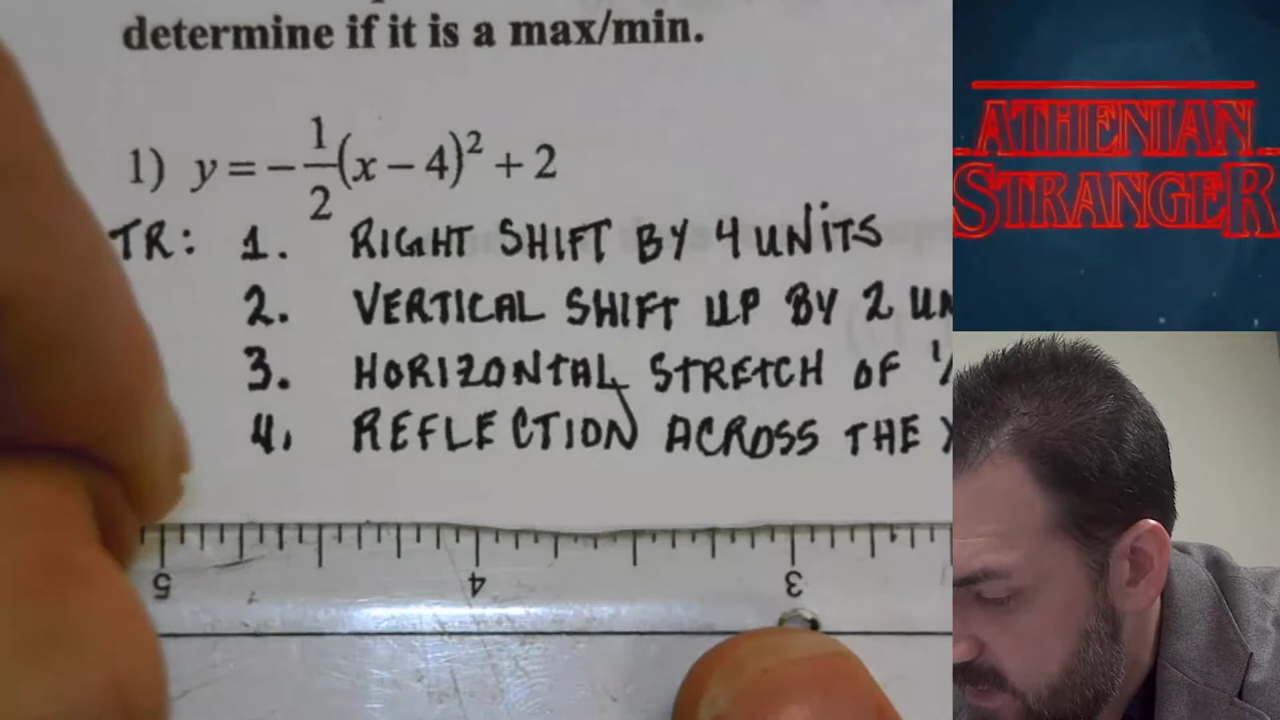 determine if it is a max/min.
1) y = -1/2(x - 4)² + 2
TR: 1. RIGHT SHIFT BY 4 UNITS
2. VERTICAL SHIFT UP BY 2
3. HORIZONTAL STRETCH OF
4. REFLECTION ACROSS THE
5 4 3
ATHENIAN
STRANGER